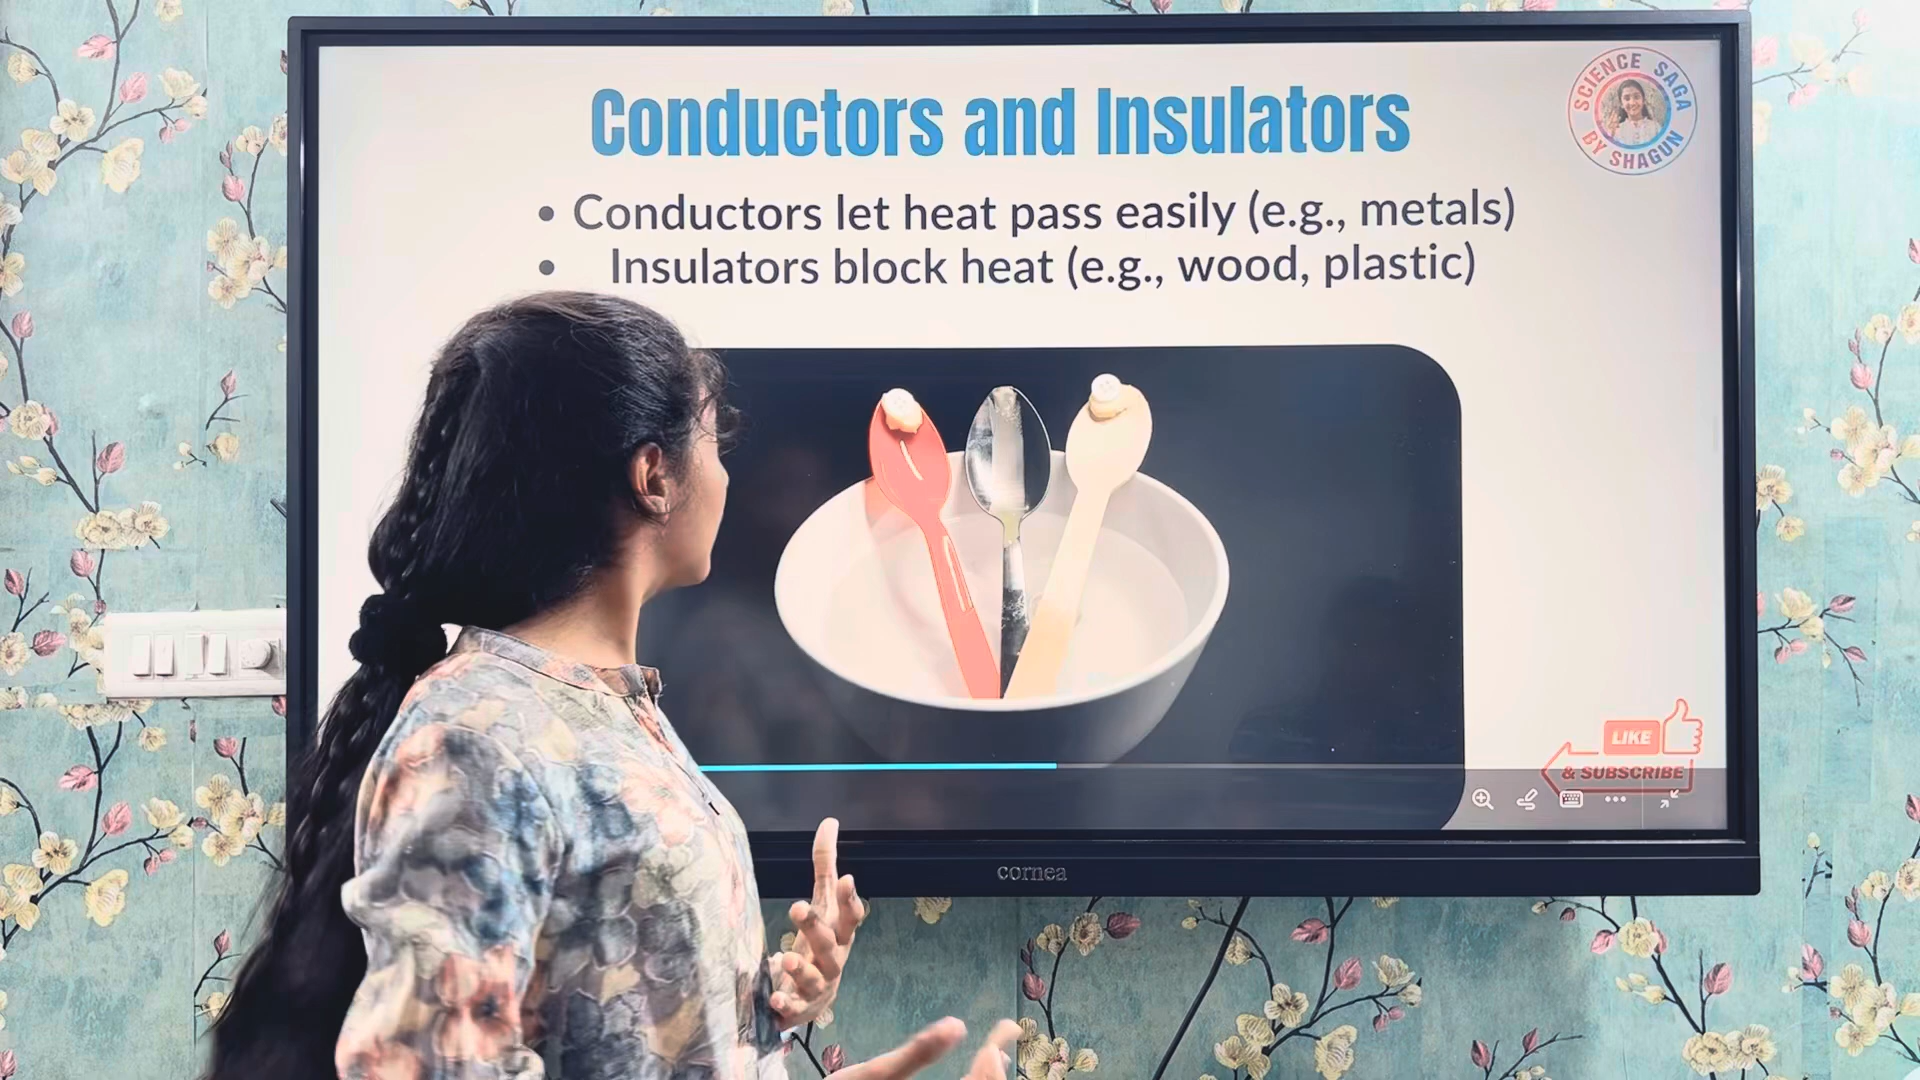 Conductors and Insulators
SCIENCE SAGA
BY SHAGUN
• Conductors let heat pass easily (e.g., metals)
• Insulators block heat (e.g., wood, plastic)
LIKE
& SUBSCRIBE
cornea